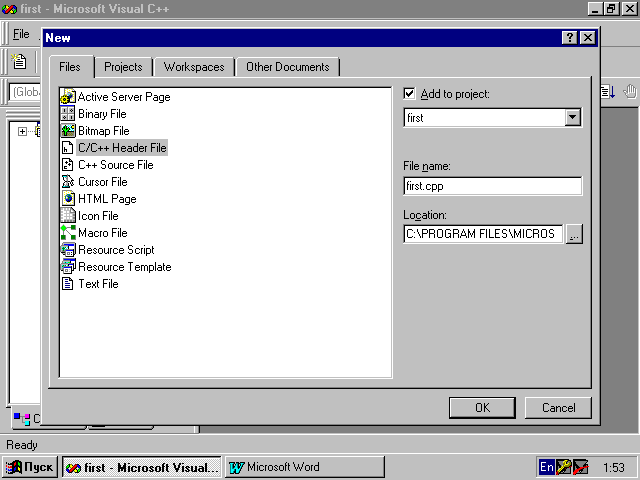 first - Microsoft Visual C++
File
New
Files
Projects
Workspaces
Other Documents
(Globa
Active Server Page
Binary File
Bitmap File
C/C++ Header File
C++ Source File
Cursor File
HTML Page
Icon File
Macro File
Resource Script
Resource Template
Text File
Add to project:
first
File name:
first.cpp
Location:
C:\PROGRAM FILES\MICROS
...
OK
Cancel
Ready
Пуск
first - Microsoft Visual...
Microsoft Word
En
1:53